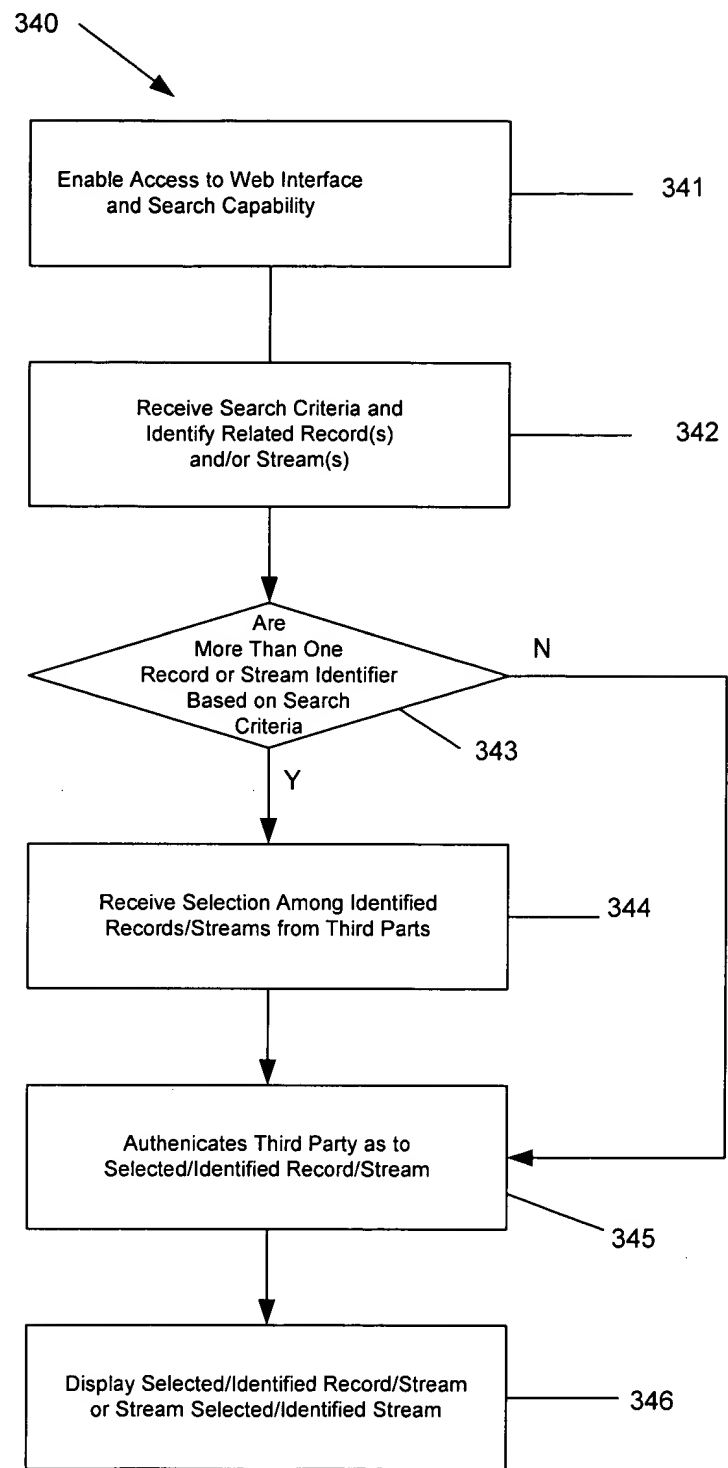 340
Enable Access to Web Interface
and Search Capability
341
Receive Search Criteria and
Identify Related Record(s)
and/or Stream(s)
342
Are
More Than One
Record or Stream Identifier
Based on Search
Criteria
N
343
Y
Receive Selection Among Identified
Records/Streams from Third Parts
344
Authenicates Third Party as to
Selected/Identified Record/Stream
345
Display Selected/Identified Record/Stream
or Stream Selected/Identified Stream
346